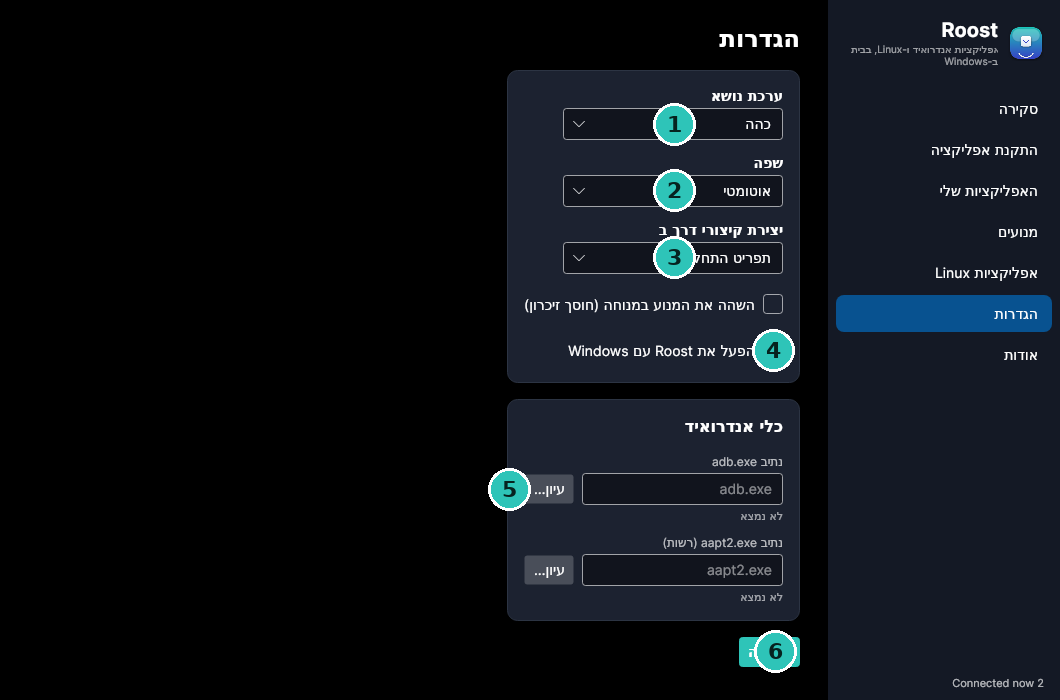 Roost
אפליקציות אנדרואיד ו-Linux, בבית
ב-Windows
סקירה
התקנת אפליקציה
האפליקציות שלי
מנועים
אפליקציות Linux
הגדרות
אודות
Connected now 2
הגדרות
ערכת נושא
כהה
1
שפה
אוטומטי
2
יצירת קיצורי דרך ב
תפריט התחל
3
השהה את המנוע במנוחה (חוסך זיכרון)
הפעל את Roost עם Windows
4
כלי אנדרואיד
נתיב adb.exe
adb.exe
עיון...
5
לא נמצא
נתיב aapt2.exe (רשות)
aapt2.exe
עיון...
לא נמצא
6